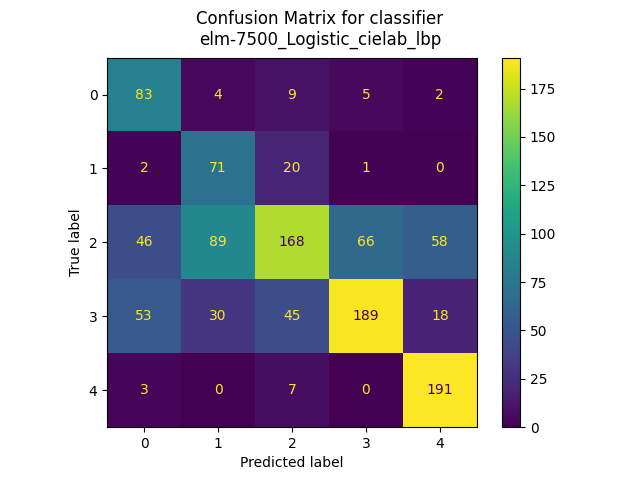 Confusion Matrix for classifier
elm-7500_Logistic_cielab_lbp
True label
0 83 4 9 5 2
1 2 71 20 1 0
2 46 89 168 66 58
3 53 30 45 189 18
4 3 0 7 0 191
0 1 2 3 4
Predicted label
175
150
125
100
75
50
25
0